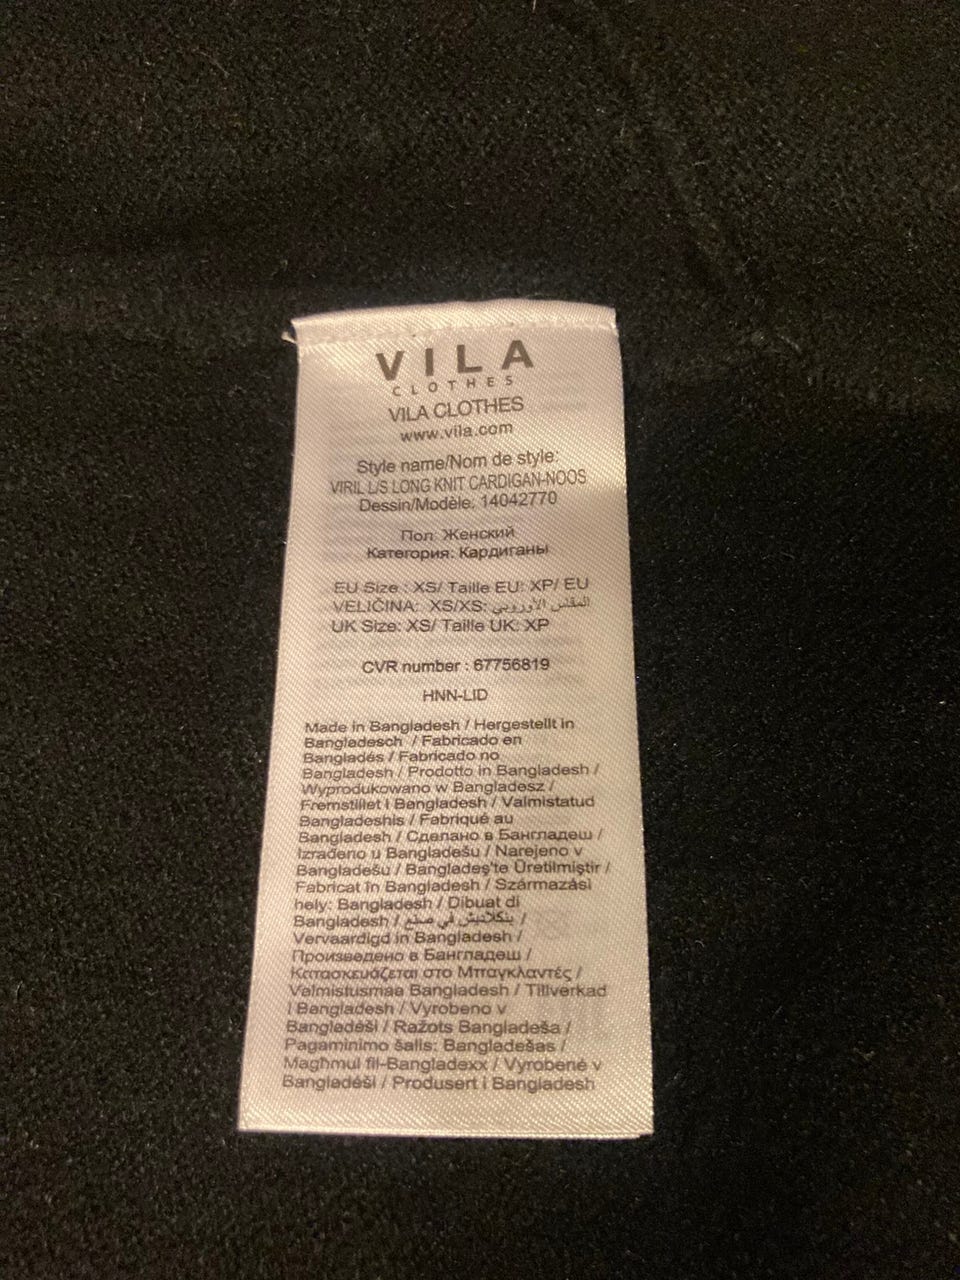 VILA
CLOTHES
VILA CLOTHES
www.vila.com
Style name/Nom de style:
VIRIL L/S LONG KNIT CARDIGAN-NOOS
Dessin/Modèle: 14042770
Пол: Женский
Категория: Кардиганы
EU Size : XS/ Taille EU: XP/ EU
VELIČINA: XS/XS: المقاس الأوروبي
UK Size: XS/ Taille UK: XP
CVR number : 67756819
HNN-LID
Made in Bangladesh / Hergestellt in
Bangladesch / Fabricado en
Bangladés / Fabricado no
Bangladesh / Prodotto in Bangladesh /
Wyprodukowano w Bangladesz /
Fremstillet i Bangladesh / Valmistatud
Bangladeshis / Fabriqué au
Bangladesh / Сделано в Бангладеш /
Izrađeno u Bangladešu / Narejeno v
Bangladešu / Bangladeş'te Üretilmiştir /
Fabricat în Bangladesh / Származási
hely: Bangladesh / Dibuat di
Bangladesh / بنكلاديش في صنع /
Vervaardigd in Bangladesh /
Произведено в Бангладеш /
Κατασκευάζεται στο Μπαγκλαντές /
Valmistusmaa Bangladesh / Tillverkad
i Bangladesh / Vyrobeno v
Bangladéši / Ražots Bangladeša /
Pagaminimo šalis: Bangladešas /
Magħmul fil-Bangladexx / Vyrobené v
Bangladéši / Produsert i Bangladesh